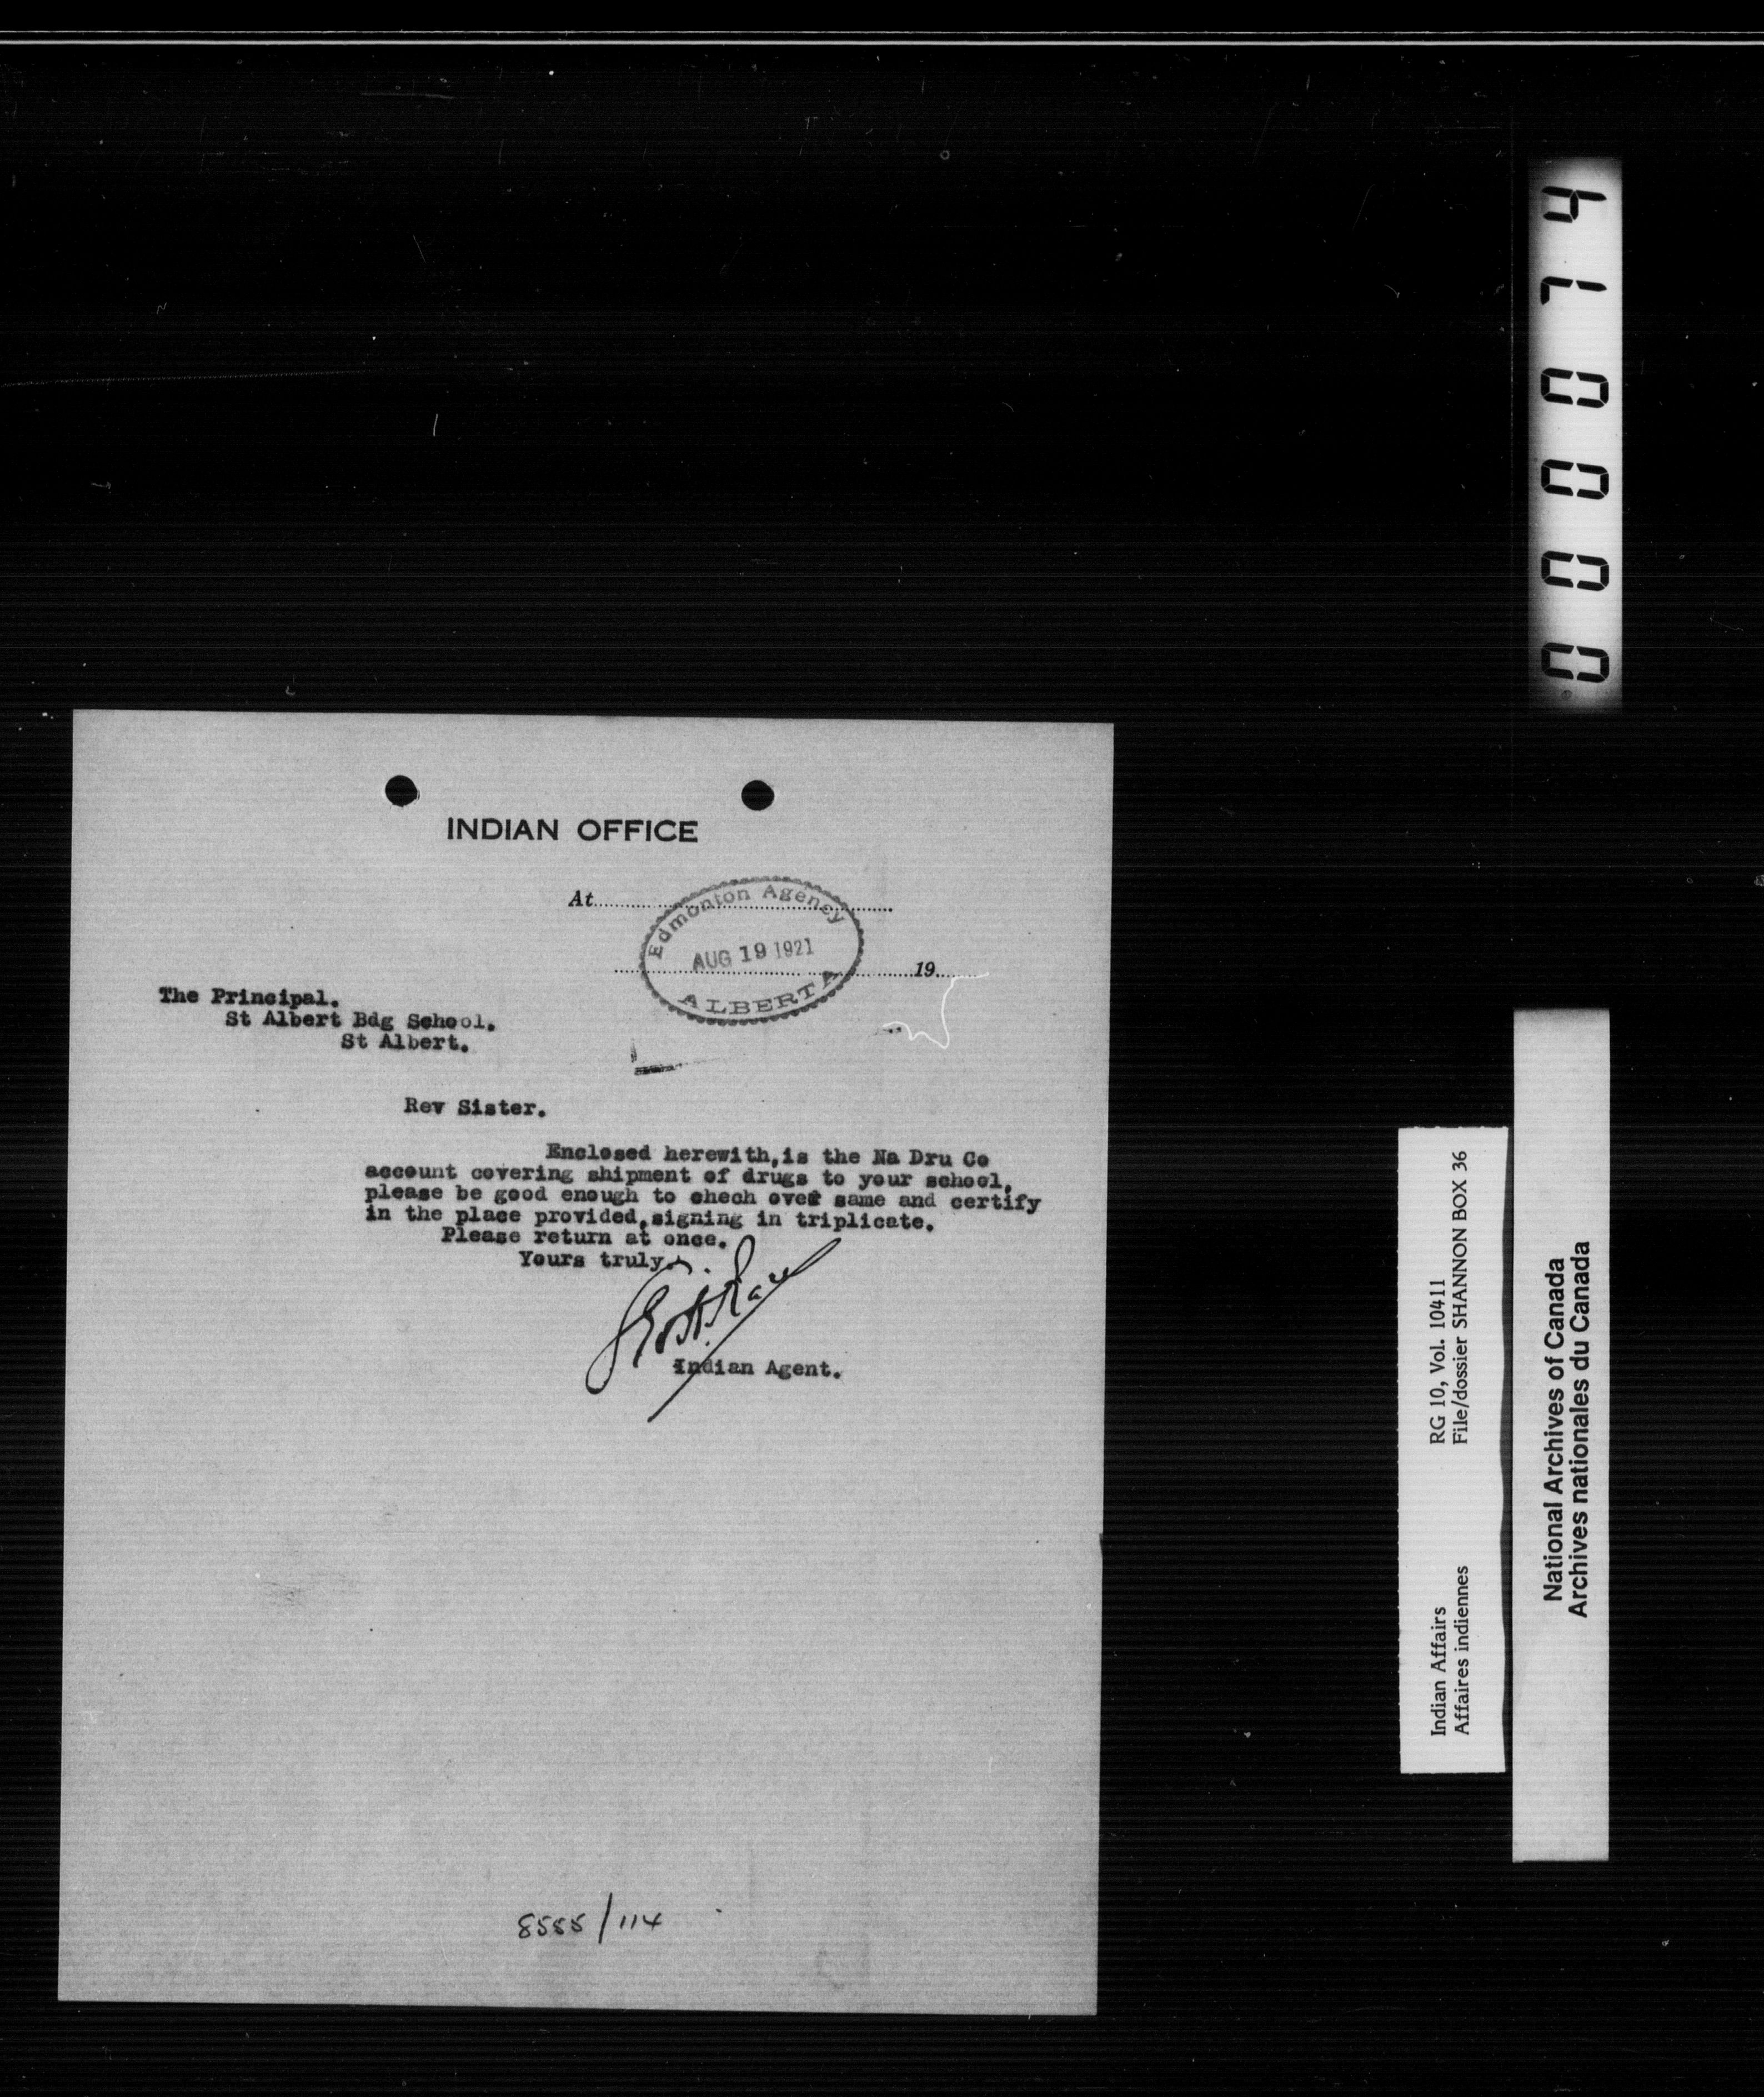 INDIAN OFFICE
At
Edmonton Agency
AUG 19 1921
ALBERTA
19
The Principal.
St Albert Bdg School.
St Albert.
Rev Sister.
Enclosed herewith,is the Na Dru Co
account covering shipment of drugs to your school,
please be good enough to chech over same and certify
in the place provided,signing in triplicate.
Please return at once.
Yours truly.
Indian Agent.
8585/114
000074
Indian Affairs RG 10, Vol. 10411
Affaires indiennes File/dossier SHANNON BOX 36
National Archives of Canada
Archives nationales du Canada